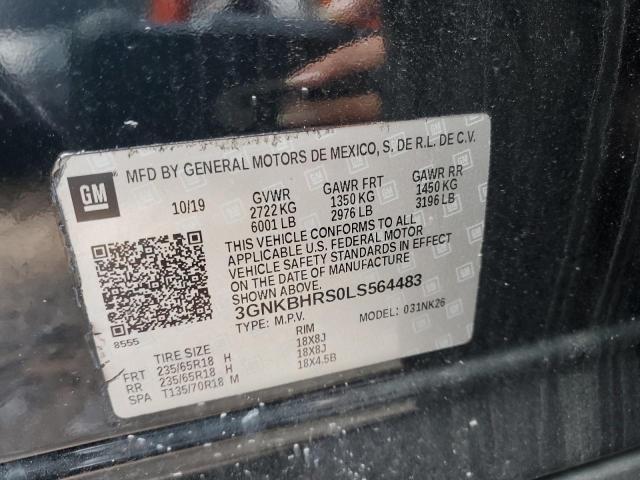 MFD BY GENERAL MOTORS DE MEXICO, S. DE R.L. DE C.V.
GM
10/19 GVWR GAWR FRT GAWR RR
2722 KG 1350 KG 1450 KG
6001 LB 2976 LB 3196 LB
THIS VEHICLE CONFORMS TO ALL
APPLICABLE U.S. FEDERAL MOTOR
VEHICLE SAFETY STANDARDS IN EFFECT
ON THE DATE OF MANUFACTURE
SHOWN ABOVE.
3GNKBHRS0LS564483
TYPE: M.P.V. MODEL: 031NK26
8555
TIRE SIZE RIM
FRT 235/65R18 H 18X8J
RR 235/65R18 H 18X8J
SPA T135/70R18 M 18X4.5B